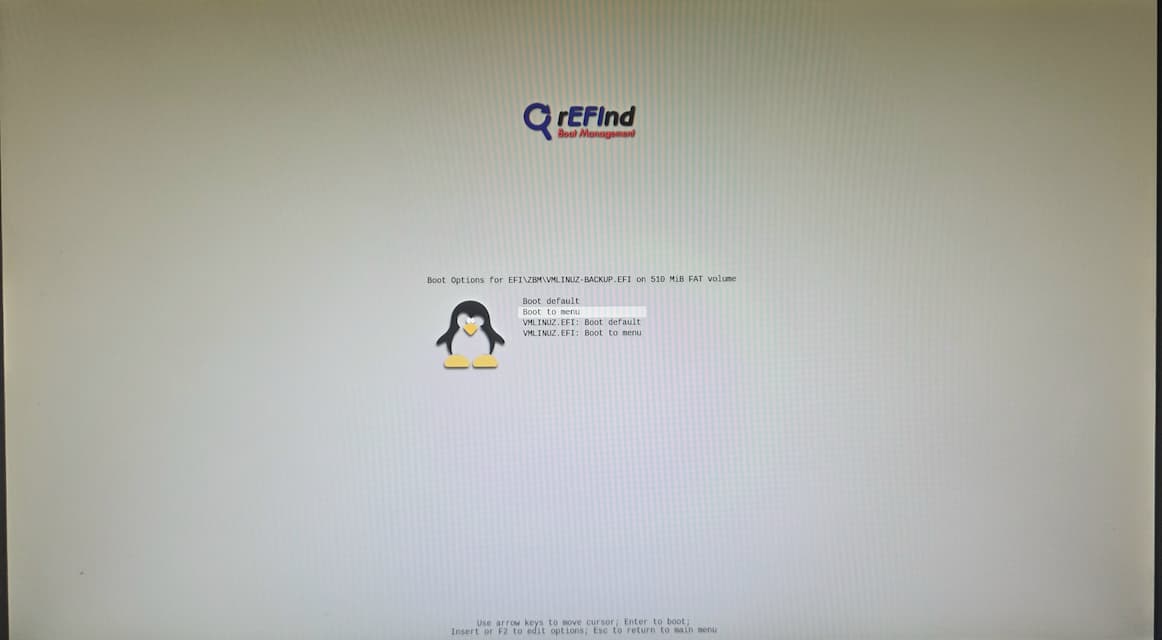 rEFInd
Boot Management
Boot Options for EFI\ZBM\VMLINUZ-BACKUP.EFI on 510 MiB FAT volume
Boot default
Boot to menu
VMLINUZ.EFI: Boot default
VMLINUZ.EFI: Boot to menu
Use arrow keys to move cursor; Enter to boot;
Insert or F2 to edit options; Esc to return to main menu